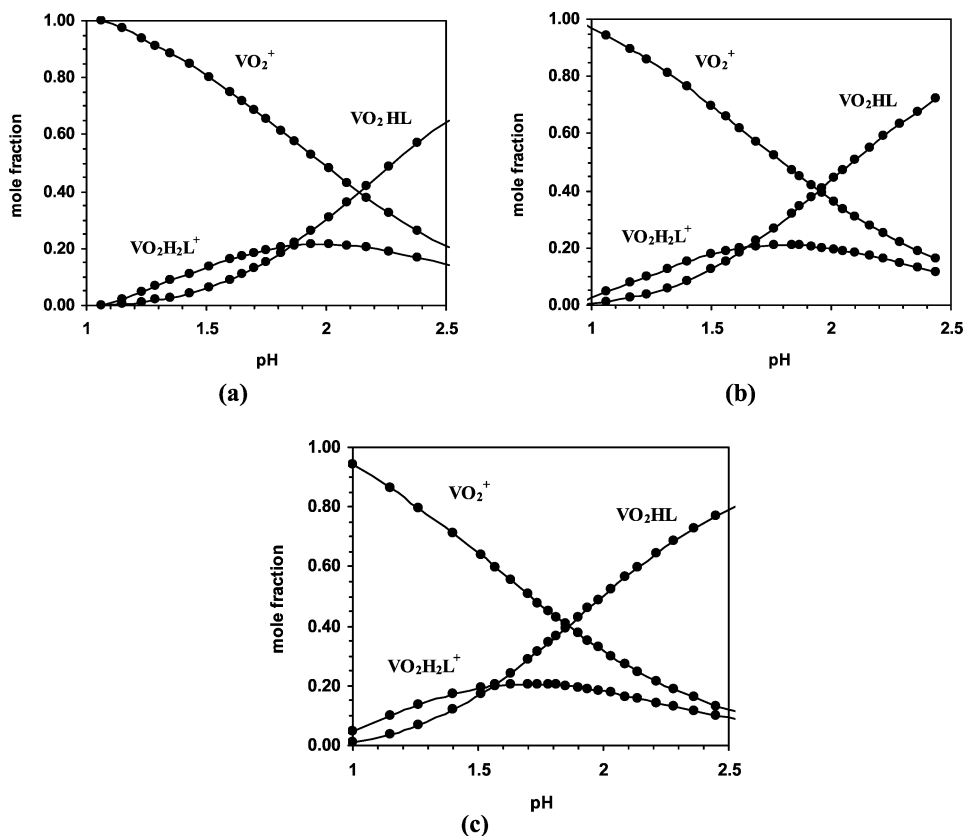 1.00
0.80
0.60
0.40
0.20
0.00
mole fraction
VO₂⁺
VO₂ HL
VO₂H₂L⁺
1 1.5 2 2.5
pH
(a)
1.00
0.80
0.60
0.40
0.20
0.00
mole fraction
VO₂⁺
VO₂HL
VO₂H₂L⁺
1 1.5 2 2.5
pH
(b)
1.00
0.80
0.60
0.40
0.20
0.00
mole fraction
VO₂⁺
VO₂HL
VO₂H₂L⁺
1 1.5 2 2.5
pH
(c)